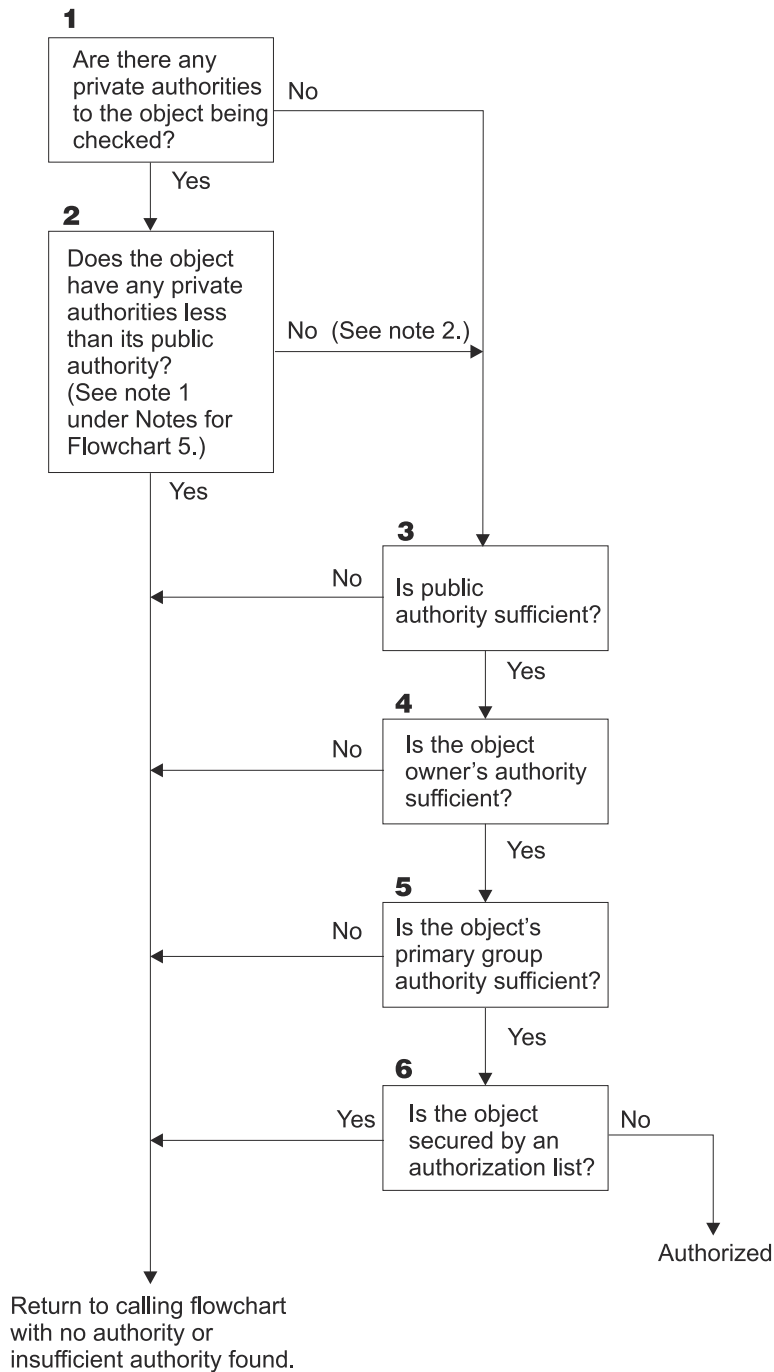 1
Are there any
private authorities
to the object being
checked?
No
Yes
2
Does the object
have any private
authorities less
than its public
authority?
(See note 1
under Notes for
Flowchart 5.)
No (See note 2.)
Yes
3
No
Is public
authority sufficient?
Yes
4
No
Is the object
owner's authority
sufficient?
Yes
5
No
Is the object's
primary group
authority sufficient?
Yes
6
Yes
Is the object
secured by an
authorization list?
No
Authorized
Return to calling flowchart
with no authority or
insufficient authority found.